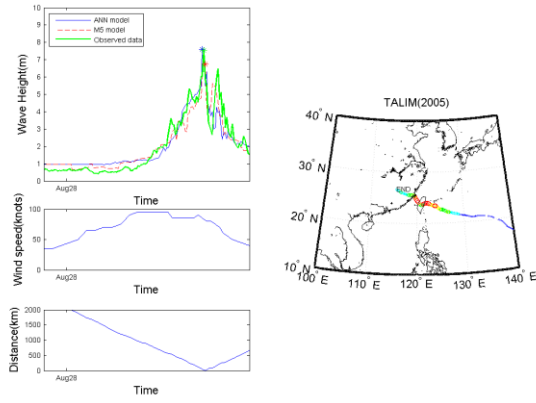 ANN model
M5 model
Observed data
Wave Height(m)
10
9
8
7
6
5
4
3
2
1
0
Aug28
Time
Wind speed(knots)
100
50
0
Aug28
Time
Distance(km)
2000
1500
1000
500
0
Aug28
Time
TALIM(2005)
40°N
30°N
20°N
10°N
100°E
110°E
120°E
130°E
140°E
END